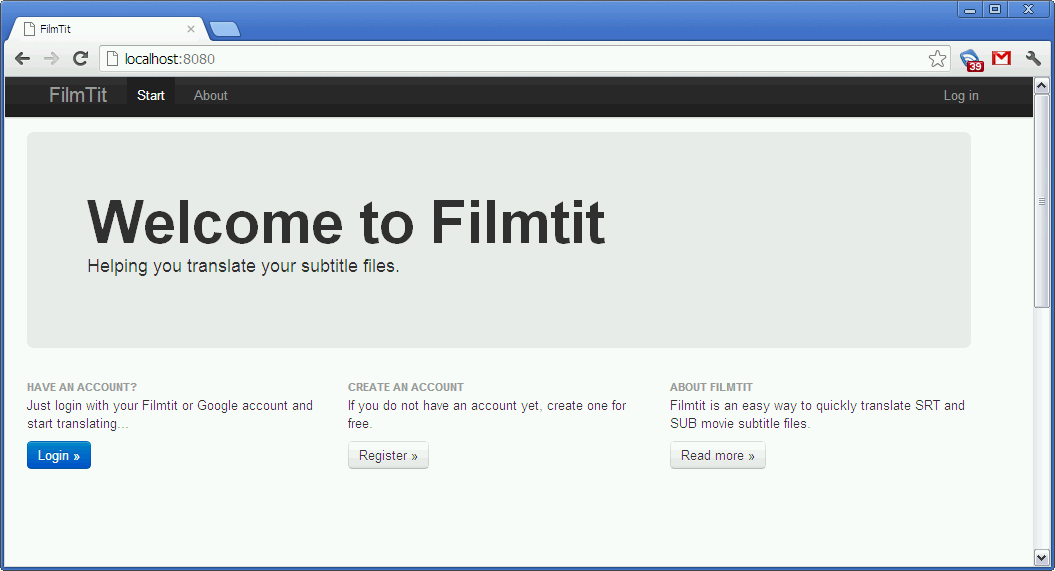 FilmTit
localhost:8080
39
FilmTit Start About Log in
Welcome to Filmtit
Helping you translate your subtitle files.
HAVE AN ACCOUNT?
Just login with your Filmtit or Google account and
start translating...
Login »
CREATE AN ACCOUNT
If you do not have an account yet, create one for
free.
Register »
ABOUT FILMTIT
Filmtit is an easy way to quickly translate SRT and
SUB movie subtitle files.
Read more »